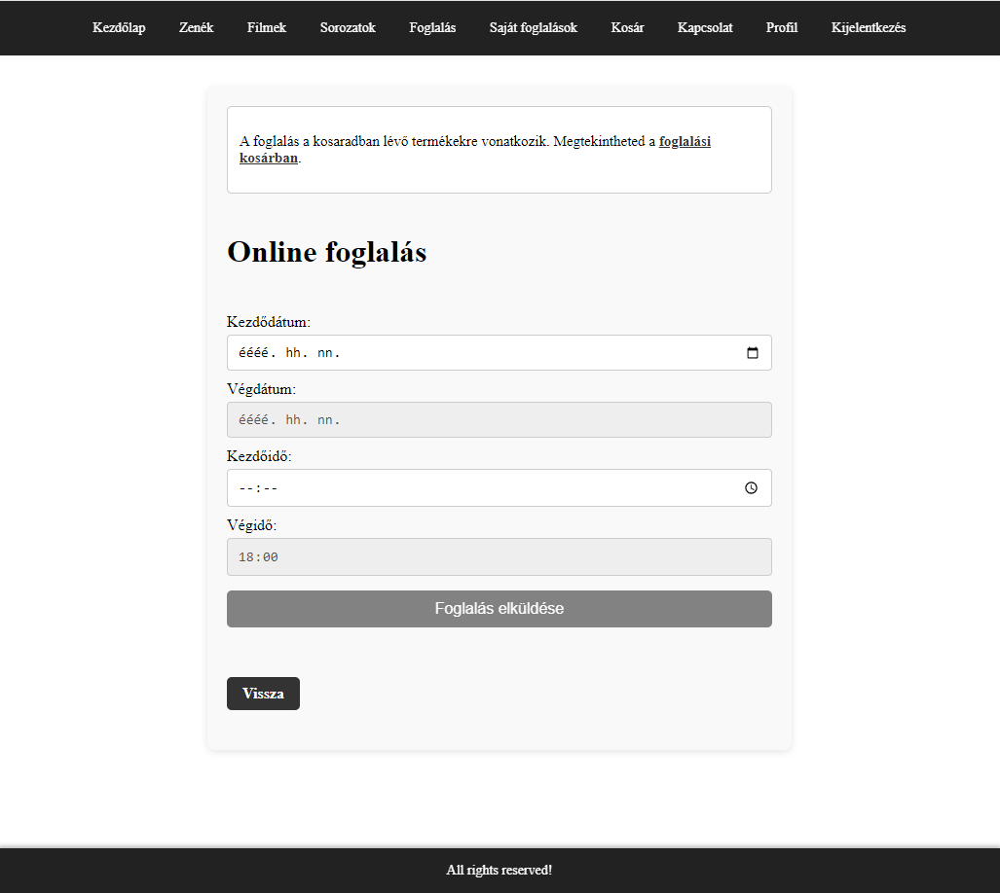 Kezdőlap Zenék Filmek Sorozatok Foglalás Saját foglalások Kosár Kapcsolat Profil Kijelentkezés
A foglalás a kosaradban lévő termékekre vonatkozik. Megtekintheted a foglalási
kosárban.
Online foglalás
Kezdődátum:
éééé. hh. nn.
Végdátum:
éééé. hh. nn.
Kezdőidő:
--:--
Végidő:
18:00
Foglalás elküldése
Vissza
All rights reserved!